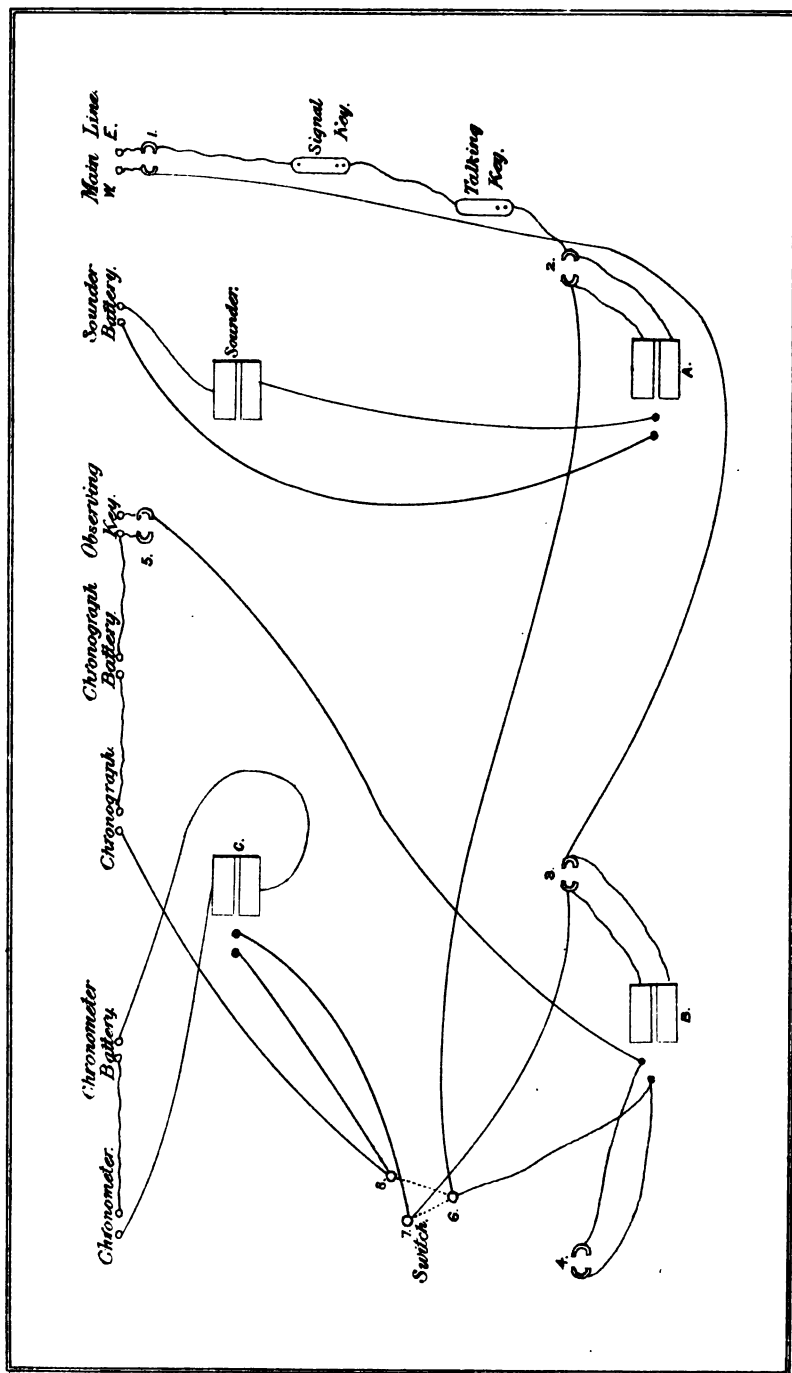 Chronometer.
Chronometer
Battery.
Chronograph.
Chronograph
Battery.
Observing
Key.
Sounder
Battery.
Main Line.
W. E.
5.
1.
C.
Sounder.
Signal
Key.
8.
7.
Switch.
6.
Talking
Key.
4.
3.
2.
B.
A.